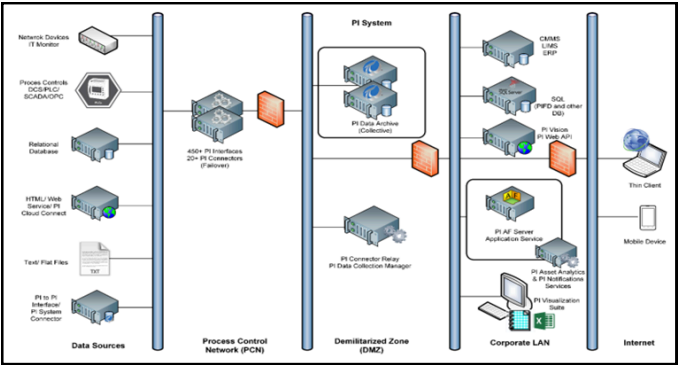 PI System
Network Devices
IT Monitor
Proces Controls
DCS/PLC/
SCADA/OPC
Relational
Database
HTML/ Web
Service/ PI
Cloud Connect
Text/ Flat Files
TXT
PI to PI
Interface/
PI System
Connector
Data Sources
450+ PI Interfaces
20+ PI Connectors
(Failover)
Process Control
Network (PCN)
PI Data Archive
(Collective)
PI Connector Relay
PI Data Collection Manager
Demilitarized Zone
(DMZ)
CMMS
LIMS
ERP
SQL Server
SQL
(PIFD and other
DB)
PI Vision
PI Web API
AF
PI AF Server
Application Service
PI Asset Analytics
& PI Notifications
Services
PI Visualization
Suite
Corporate LAN
Thin Client
Mobile Device
Internet